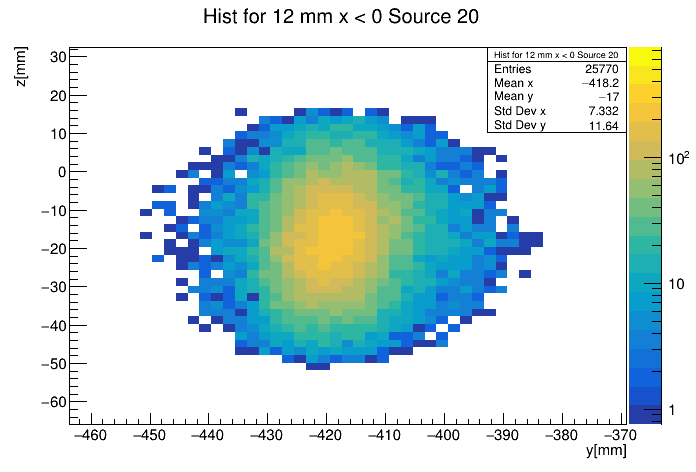 Hist for 12 mm x < 0 Source 20
z[mm]
Hist for 12 mm x < 0 Source 20
Entries 25770
Mean x −418.2
Mean y −17
Std Dev x 7.332
Std Dev y 11.64
30
20
10
0
−10
−20
−30
−40
−50
−60
−460 −450 −440 −430 −420 −410 −400 −390 −380 −370
y[mm]
10²
10
1